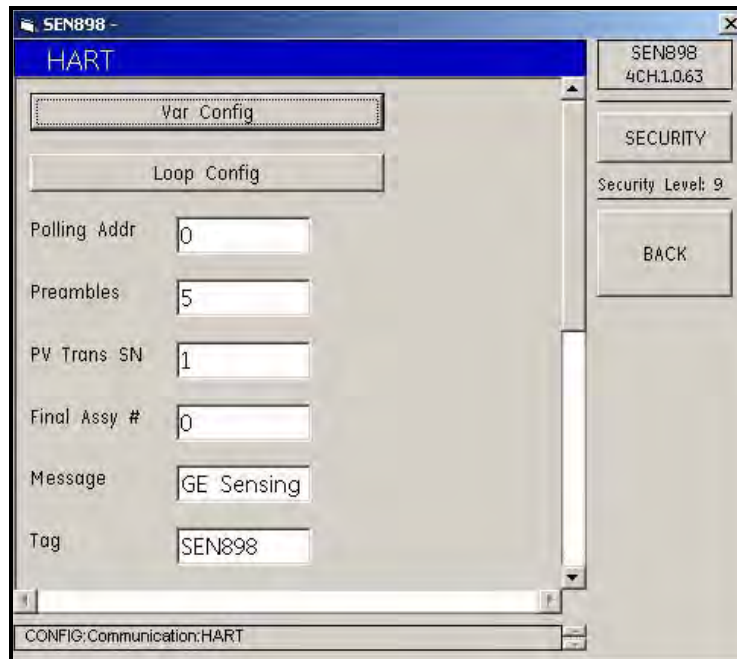 SEN898 -
HART
SEN898
4CH.1.0.63
Var Config
SECURITY
Loop Config
Security Level: 9
Polling Addr 0
BACK
Preambles 5
PV Trans SN 1
Final Assy # 0
Message GE Sensing
Tag SEN898
CONFIG:Communication:HART